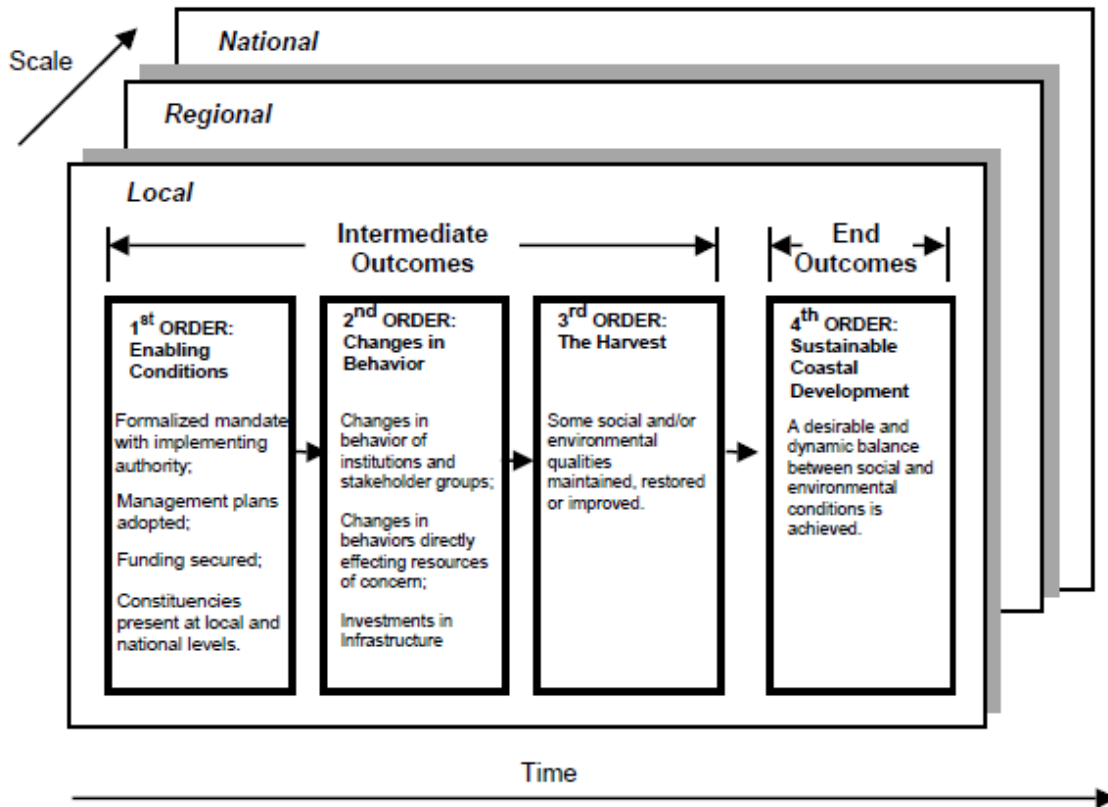 National
Scale
Regional
Local
Intermediate
Outcomes
End
Outcomes
1st ORDER:
Enabling
Conditions
Formalized mandate
with implementing
authority;
Management plans
adopted;
Funding secured;
Constituencies
present at local and
national levels.
2nd ORDER:
Changes in
Behavior
Changes in
behavior of
institutions and
stakeholder groups;
Changes in
behaviors directly
effecting resources
of concern;
Investments in
Infrastructure
3rd ORDER:
The Harvest
Some social and/or
environmental
qualities
maintained, restored
or improved.
4th ORDER:
Sustainable
Coastal
Development
A desirable and
dynamic balance
between social and
environmental
conditions is
achieved.
Time